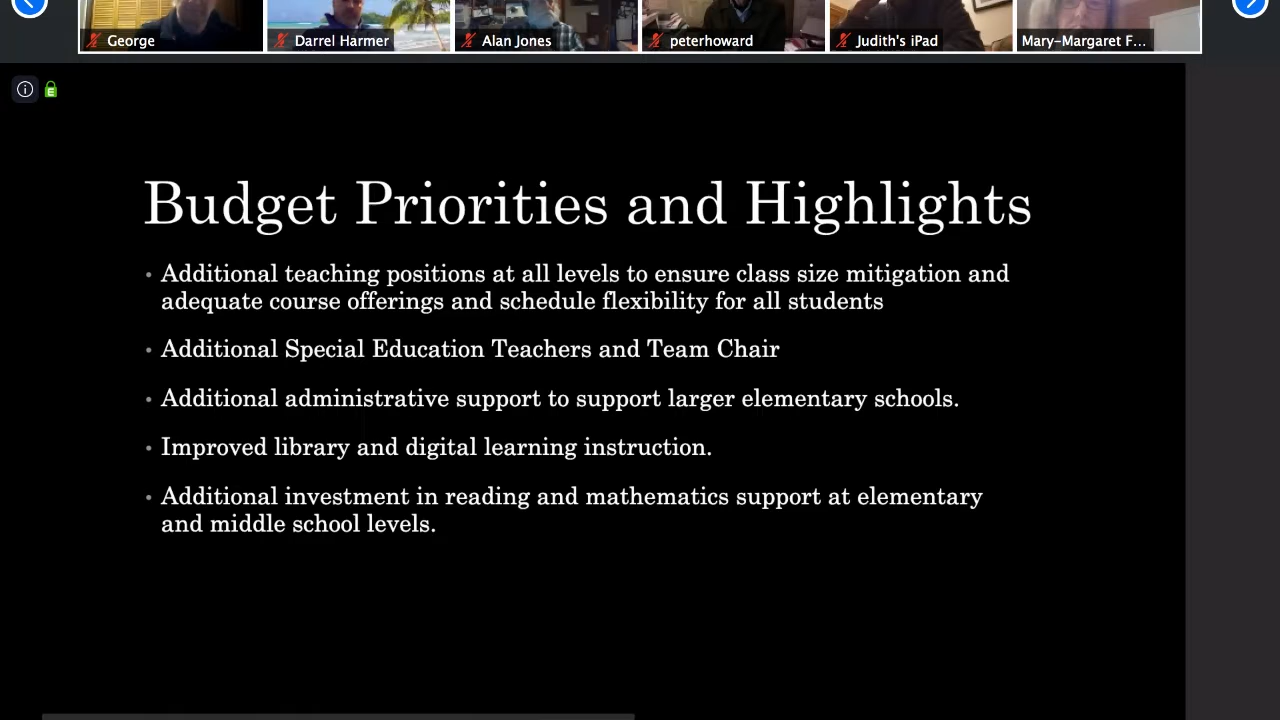 George
Darrel Harmer
Alan Jones
peterhoward
Judith's iPad
Mary-Margaret F...
E
Budget Priorities and Highlights
• Additional teaching positions at all levels to ensure class size mitigation and
adequate course offerings and schedule flexibility for all students
• Additional Special Education Teachers and Team Chair
• Additional administrative support to support larger elementary schools.
• Improved library and digital learning instruction.
• Additional investment in reading and mathematics support at elementary
and middle school levels.